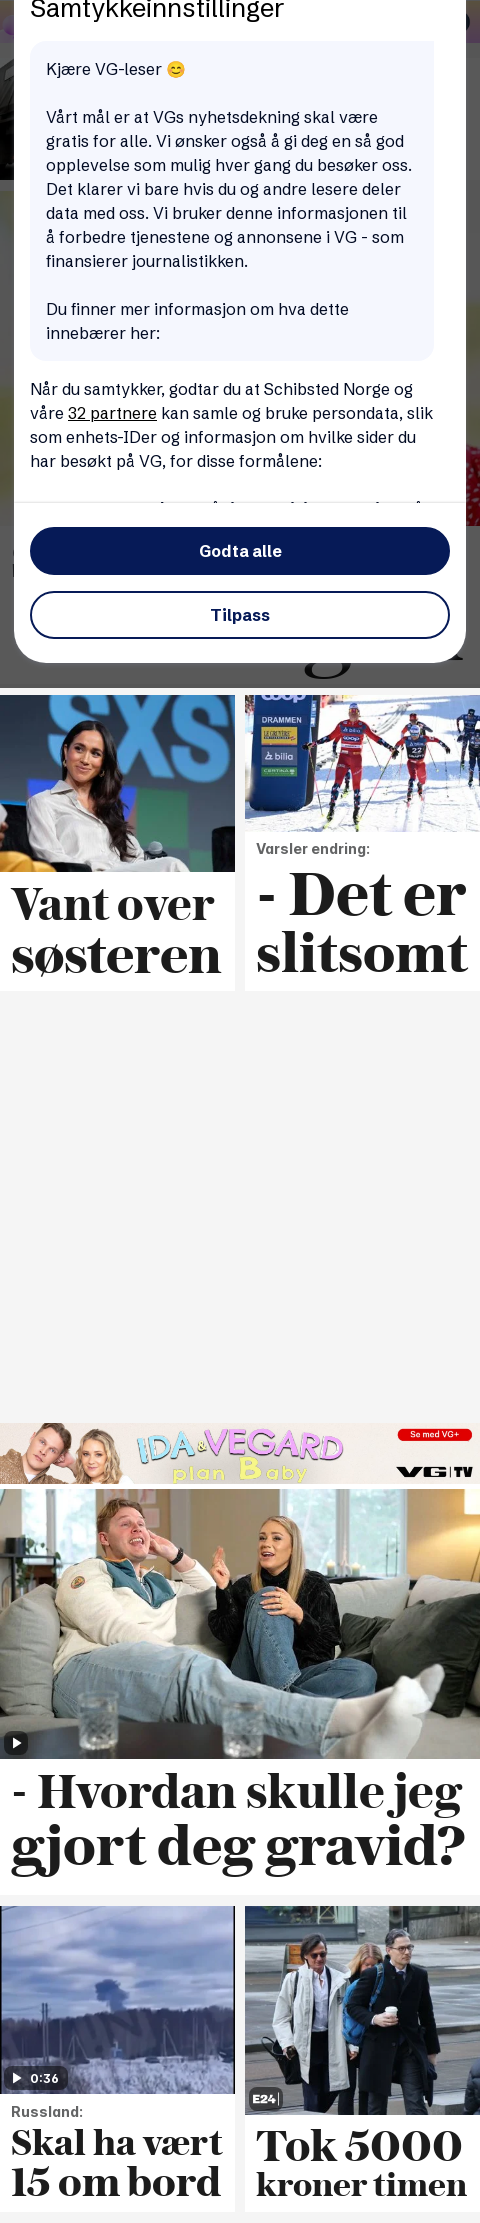 Samtykkeinnstillinger
Kjære VG-leser 😊
Vårt mål er at VGs nyhetsdekning skal være
gratis for alle. Vi ønsker også å gi deg en så god
opplevelse som mulig hver gang du besøker oss.
Det klarer vi bare hvis du og andre lesere deler
data med oss. Vi bruker denne informasjonen til
å forbedre tjenestene og annonsene i VG - som
finansierer journalistikken.
Du finner mer informasjon om hva dette
innebærer her:
Når du samtykker, godtar du at Schibsted Norge og
våre 32 partnere kan samle og bruke persondata, slik
som enhets-IDer og informasjon om hvilke sider du
har besøkt på VG, for disse formålene:
Godta alle
Tilpass
SXS
Vant over
søsteren
coop
DRAMMEN
bilia
22
Varsler endring:
- Det er
slitsomt
IDA & VEGARD
plan Baby
Se med VG+
VG|TV
- Hvordan skulle jeg
gjort deg gravid?
0:36
Russland:
Skal ha vært
15 om bord
E24
Tok 5000
kroner timen